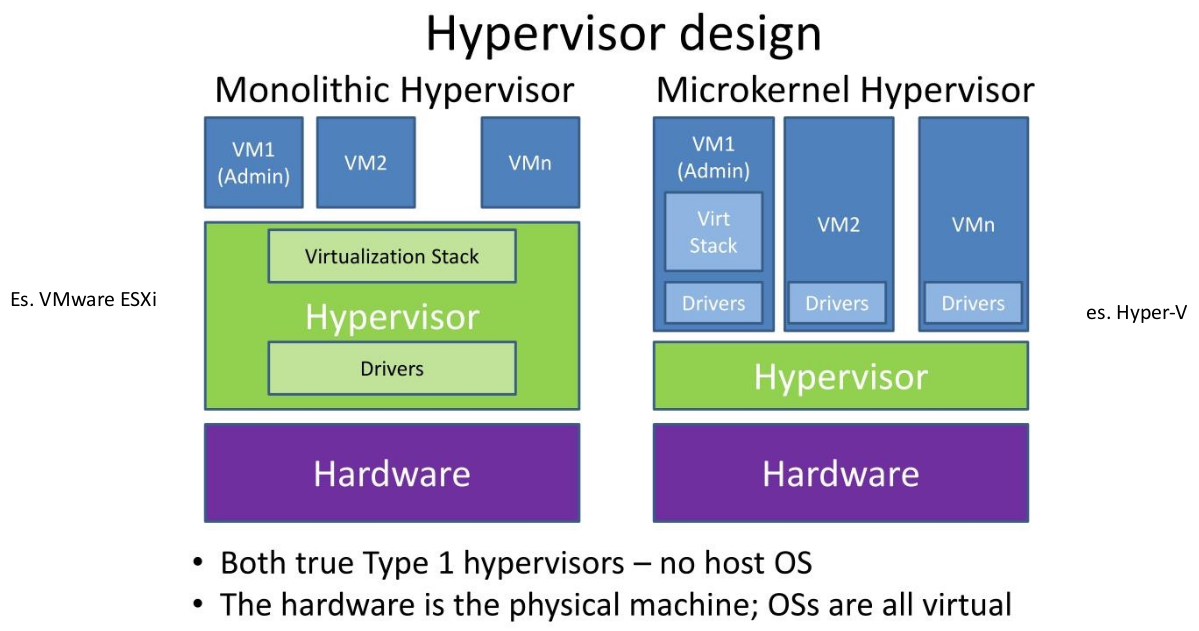 Hypervisor design
Monolithic Hypervisor
VM1
(Admin)
VM2
VMn
Virtualization Stack
Hypervisor
Drivers
Hardware
Es. VMware ESXi
Microkernel Hypervisor
VM1
(Admin)
Virt
Stack
Drivers
VM2
Drivers
VMn
Drivers
Hypervisor
Hardware
es. Hyper-V
• Both true Type 1 hypervisors – no host OS
• The hardware is the physical machine; OSs are all virtual